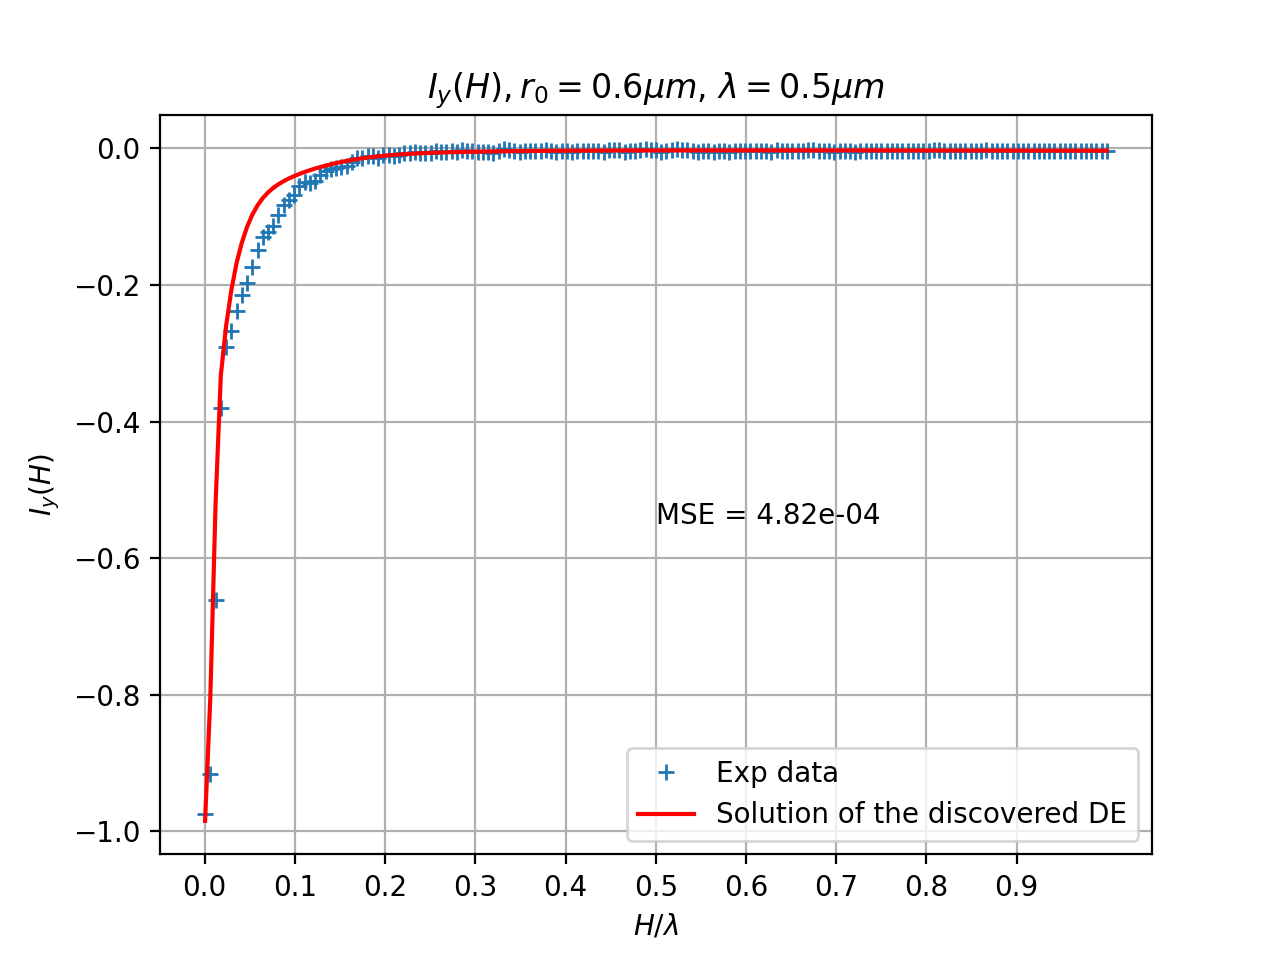 I_y(H), r_0 = 0.6μm, λ = 0.5μm
0.0
−0.2
−0.4
−0.6
−0.8
−1.0
I_y(H)
MSE = 4.82e-04
Exp data
Solution of the discovered DE
0.0 0.1 0.2 0.3 0.4 0.5 0.6 0.7 0.8 0.9
H/λ